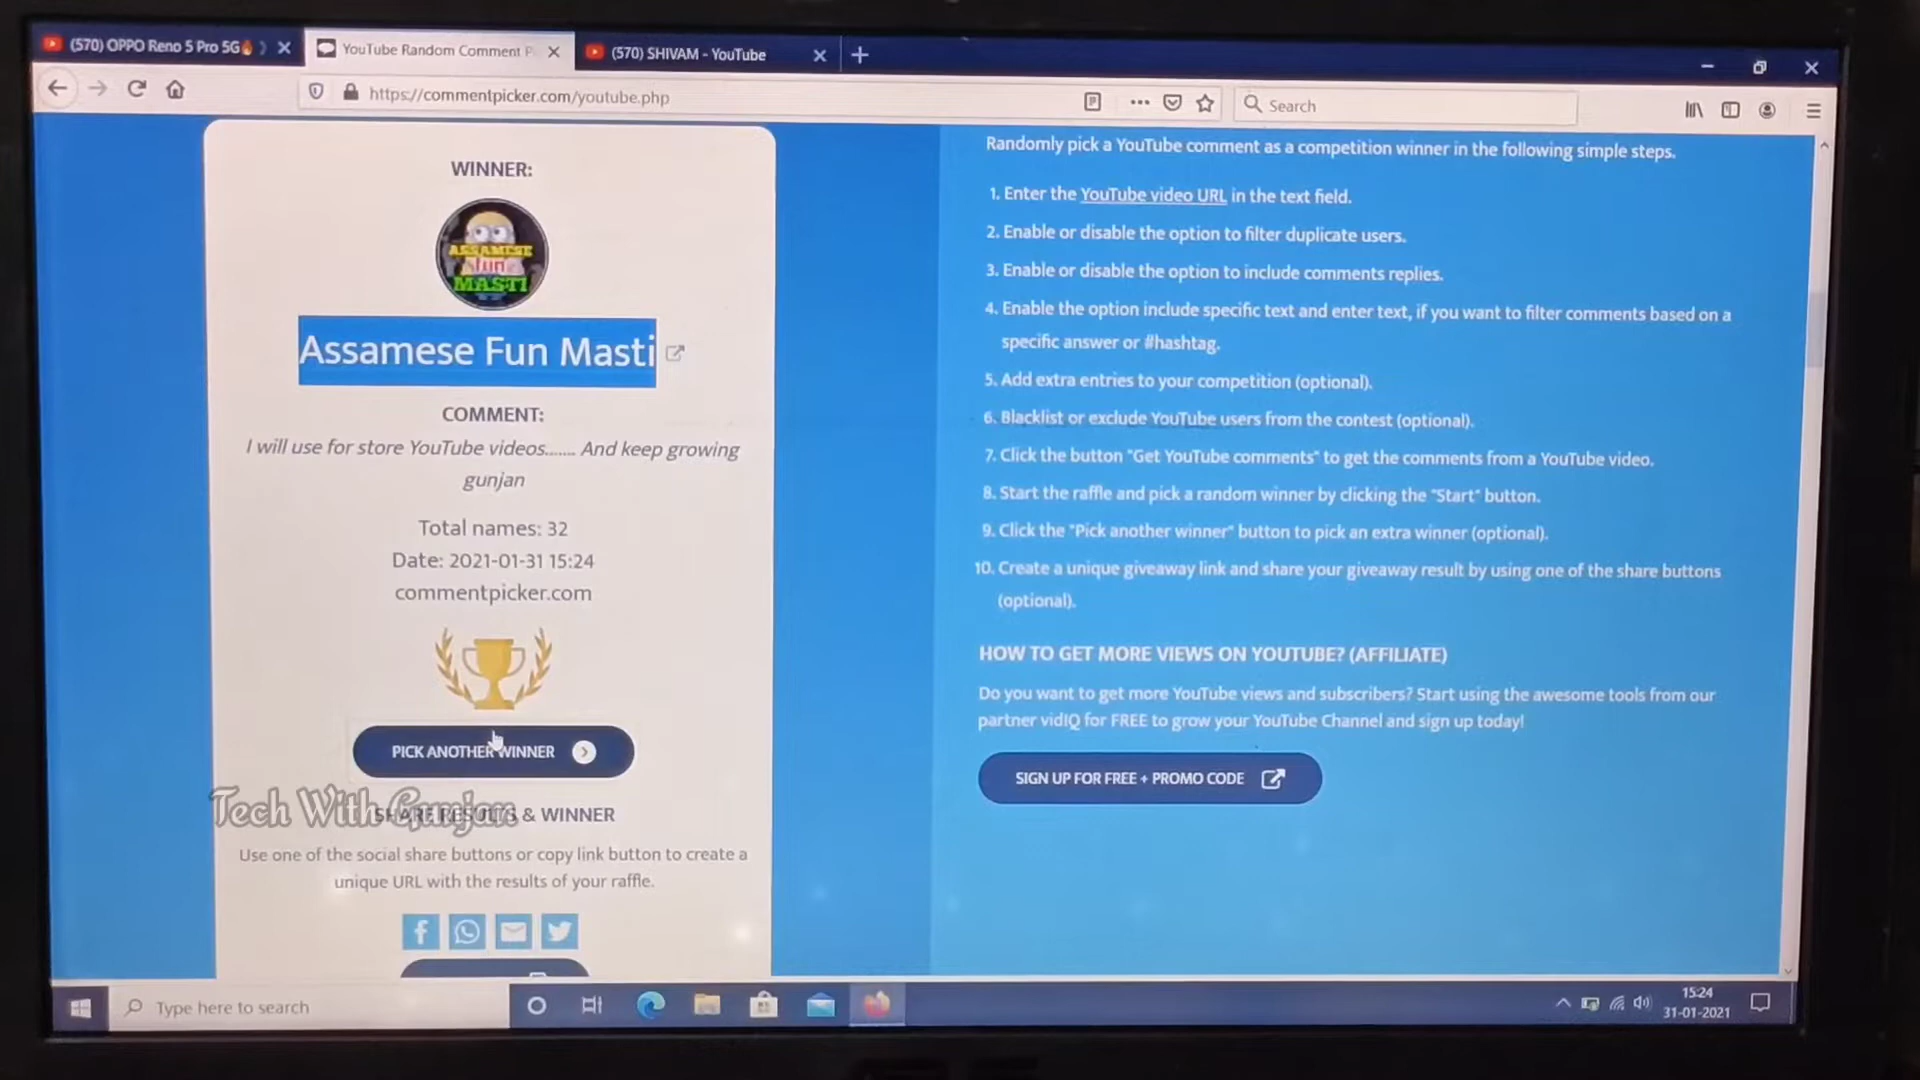 (570) OPPO Reno 5 Pro 5G🔥
YouTube Random Comment P
(570) SHIVAM - YouTube
https://commentpicker.com/youtube.php
Search
WINNER:
ASSAMESE
fun
MASTI
Assamese Fun Masti
COMMENT:
I will use for store YouTube videos....... And keep growing
gunjan
Total names: 32
Date: 2021-01-31 15:24
commentpicker.com
PICK ANOTHER WINNER
Tech With Gunjan
SHARE RESULTS & WINNER
Use one of the social share buttons or copy link button to create a
unique URL with the results of your raffle.
Randomly pick a YouTube comment as a competition winner in the following simple steps.
1. Enter the YouTube video URL in the text field.
2. Enable or disable the option to filter duplicate users.
3. Enable or disable the option to include comments replies.
4. Enable the option include specific text and enter text, if you want to filter comments based on a
specific answer or #hashtag.
5. Add extra entries to your competition (optional).
6. Blacklist or exclude YouTube users from the contest (optional).
7. Click the button "Get YouTube comments" to get the comments from a YouTube video.
8. Start the raffle and pick a random winner by clicking the "Start" button.
9. Click the "Pick another winner" button to pick an extra winner (optional).
10. Create a unique giveaway link and share your giveaway result by using one of the share buttons
(optional).
HOW TO GET MORE VIEWS ON YOUTUBE? (AFFILIATE)
Do you want to get more YouTube views and subscribers? Start using the awesome tools from our
partner vidIQ for FREE to grow your YouTube Channel and sign up today!
SIGN UP FOR FREE + PROMO CODE
Type here to search
15:24
31-01-2021